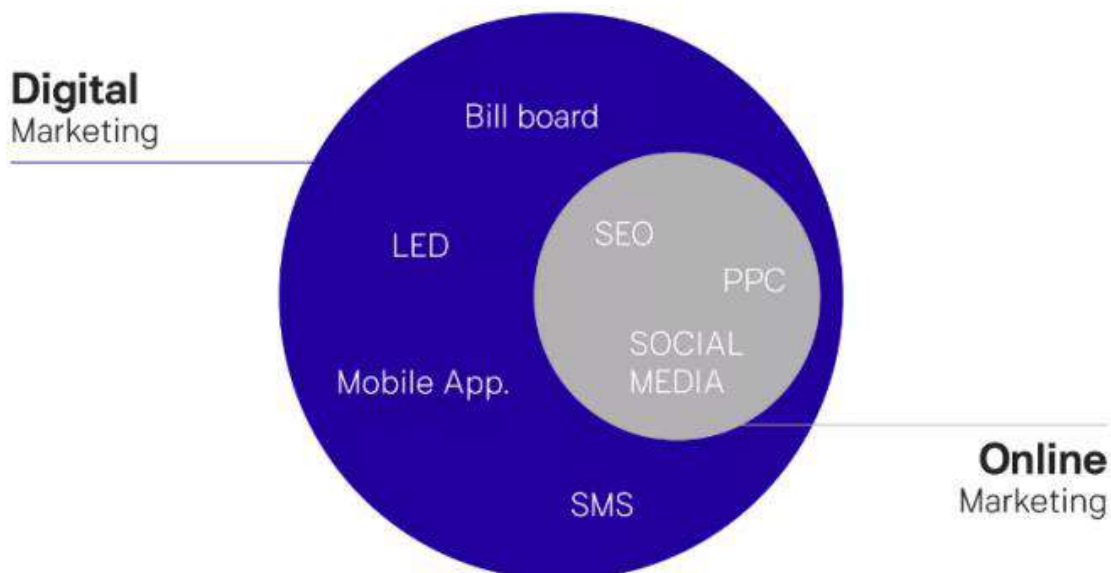 Digital
Marketing
Bill board
SEO
LED
PPC
SOCIAL
MEDIA
Mobile App.
Online
Marketing
SMS